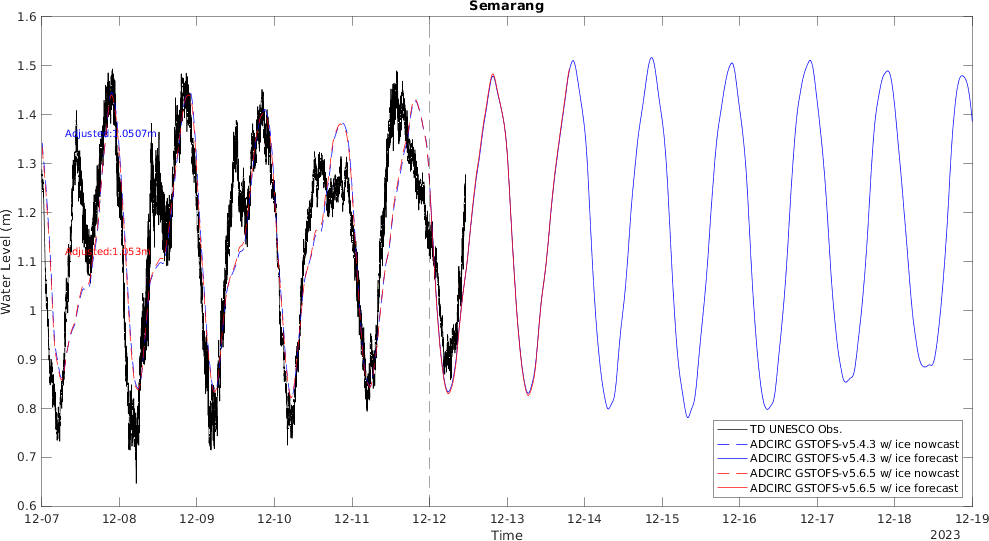 Semarang
1.6
1.5
1.4
1.3
1.2
1.1
1
0.9
0.8
0.7
0.6
Water Level (m)
Adjusted:1.0507m
Adjusted:1.053m
TD UNESCO Obs.
ADCIRC GSTOFS-v5.4.3 w/ ice nowcast
ADCIRC GSTOFS-v5.4.3 w/ ice forecast
ADCIRC GSTOFS-v5.6.5 w/ ice nowcast
ADCIRC GSTOFS-v5.6.5 w/ ice forecast
12-07 12-08 12-09 12-10 12-11 12-12 12-13 12-14 12-15 12-16 12-17 12-18 12-19
Time
2023